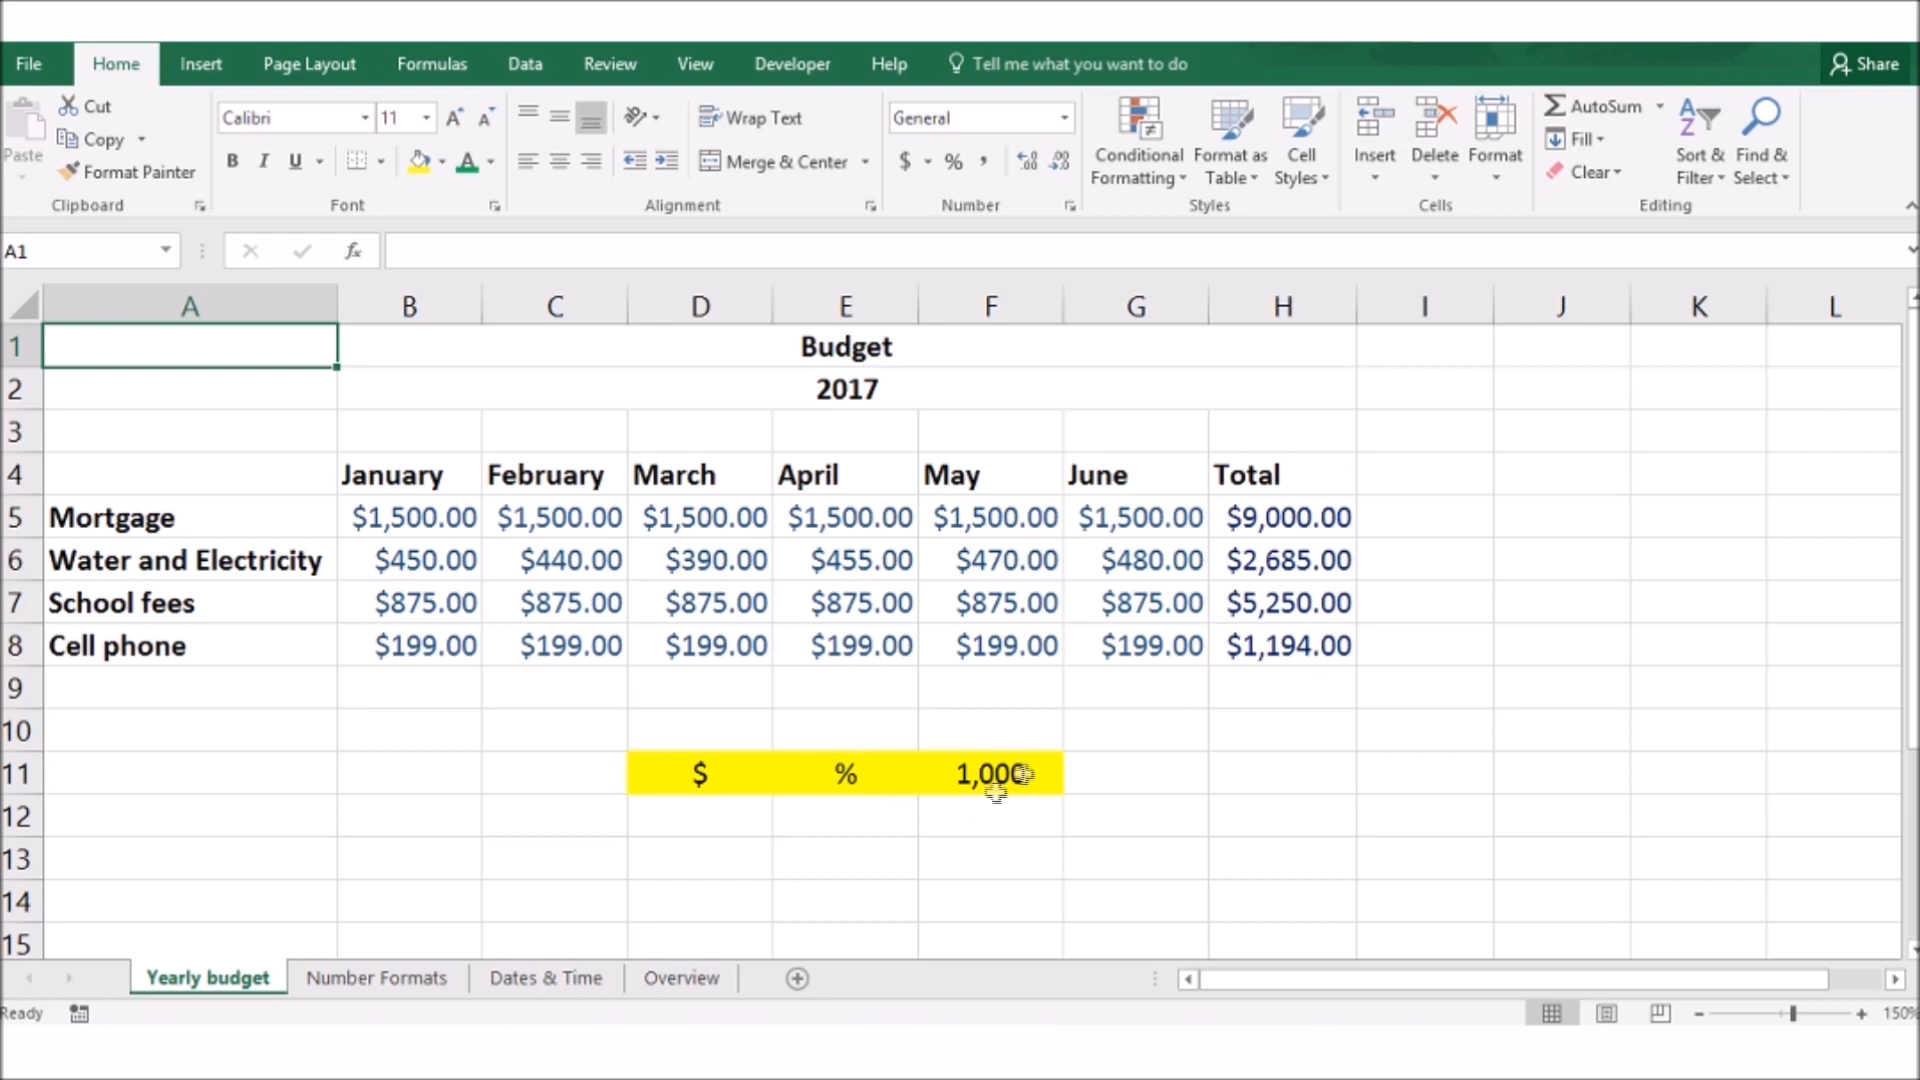 File Home Insert Page Layout Formulas Data Review View Developer Help Tell me what you want to do Share
Cut
Copy
Paste
Format Painter
Clipboard
Calibri 11
B I U
Font
Wrap Text
Merge & Center
Alignment
General
$ % ,
Number
Conditional Formatting
Format as Table
Cell Styles
Styles
Insert
Delete
Format
Cells
AutoSum
Fill
Clear
Sort & Filter
Find & Select
Editing
A1 fx
A B C D E F G H I J K L
1 Budget
2 2017
3
4 January February March April May June Total
5 Mortgage $1,500.00 $1,500.00 $1,500.00 $1,500.00 $1,500.00 $1,500.00 $9,000.00
6 Water and Electricity $450.00 $440.00 $390.00 $455.00 $470.00 $480.00 $2,685.00
7 School fees $875.00 $875.00 $875.00 $875.00 $875.00 $875.00 $5,250.00
8 Cell phone $199.00 $199.00 $199.00 $199.00 $199.00 $199.00 $1,194.00
9
10
11 $ % 1,000
12
13
14
15
Yearly budget Number Formats Dates & Time Overview
Ready 150%